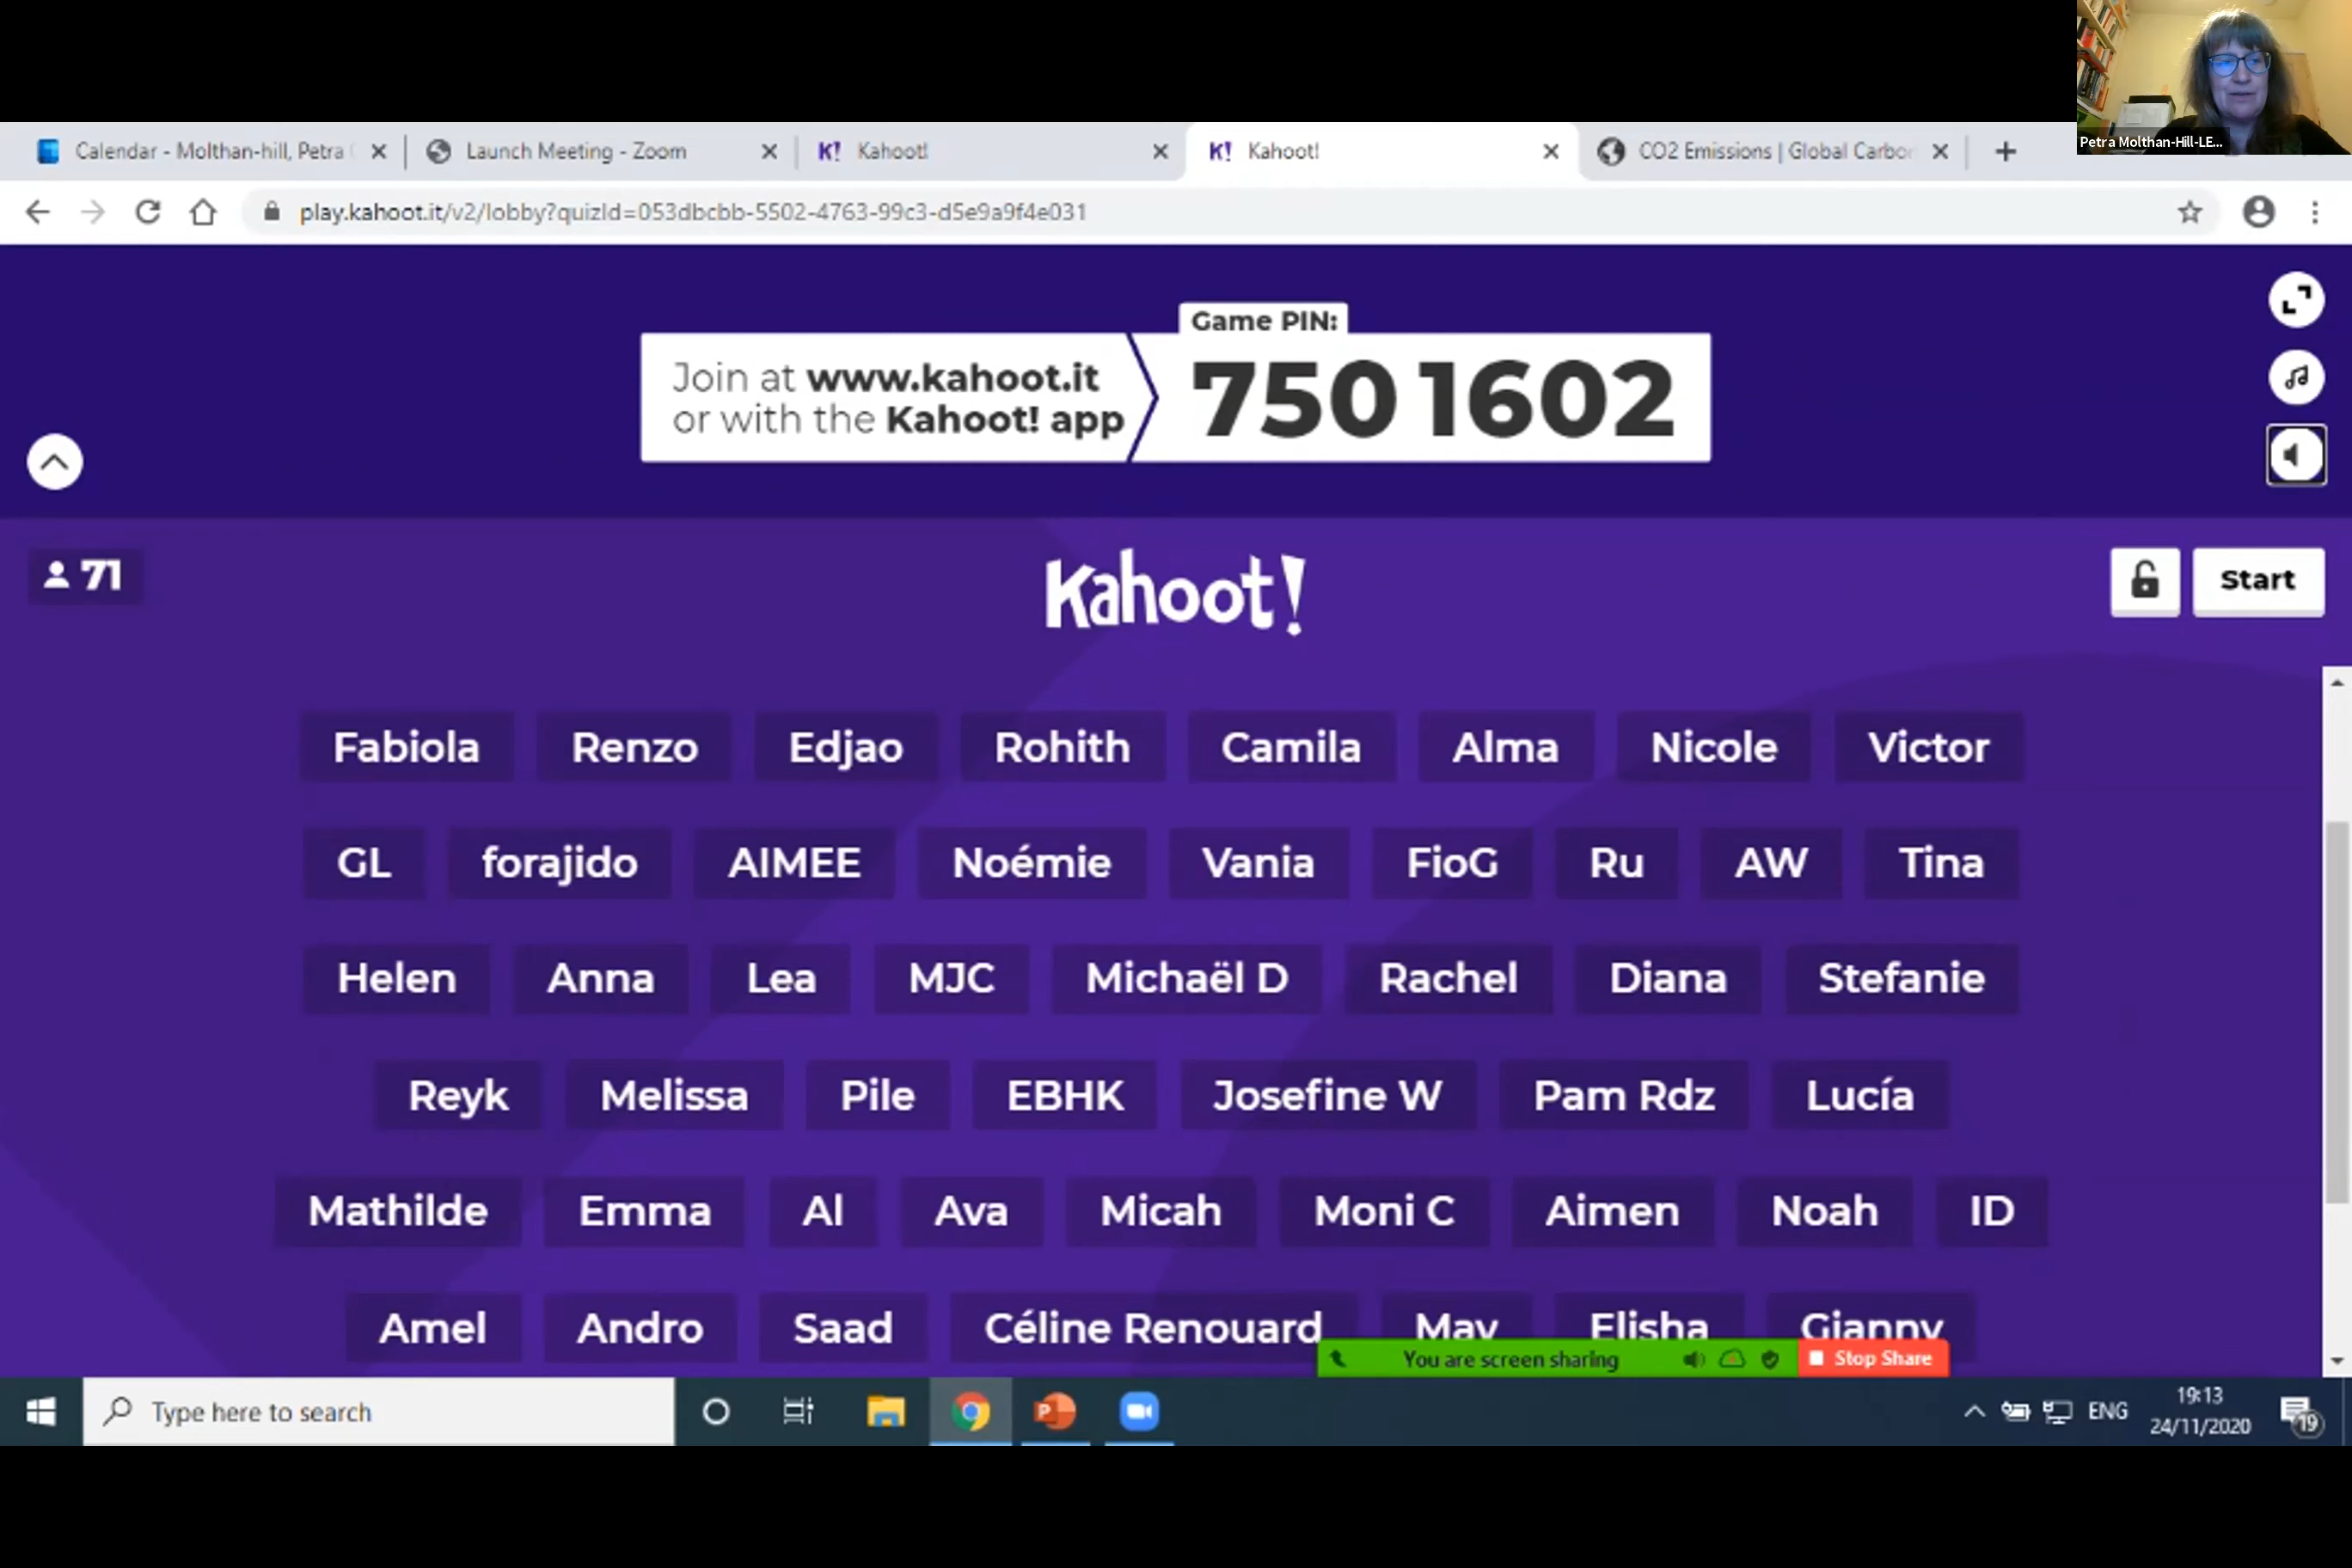 Petra Molthan-Hill-LE...
Calendar - Molthan-hill, Petra
Launch Meeting - Zoom
K! Kahoot!
K! Kahoot!
CO2 Emissions | Global Carbon
play.kahoot.it/v2/lobby?quizId=053dbcbb-5502-4763-99c3-d5e9a9f4e031
Join at www.kahoot.it
or with the Kahoot! app
Game PIN:
750 1602
71
Kahoot!
Start
Fabiola Renzo Edjao Rohith Camila Alma Nicole Victor
GL forajido AIMEE Noémie Vania FioG Ru AW Tina
Helen Anna Lea MJC Michaël D Rachel Diana Stefanie
Reyk Melissa Pile EBHK Josefine W Pam Rdz Lucía
Mathilde Emma Al Ava Micah Moni C Aimen Noah ID
Amel Andro Saad Céline Renouard May Elisha Gianny
You are screen sharing
Stop Share
Type here to search
ENG
19:13
24/11/2020
19